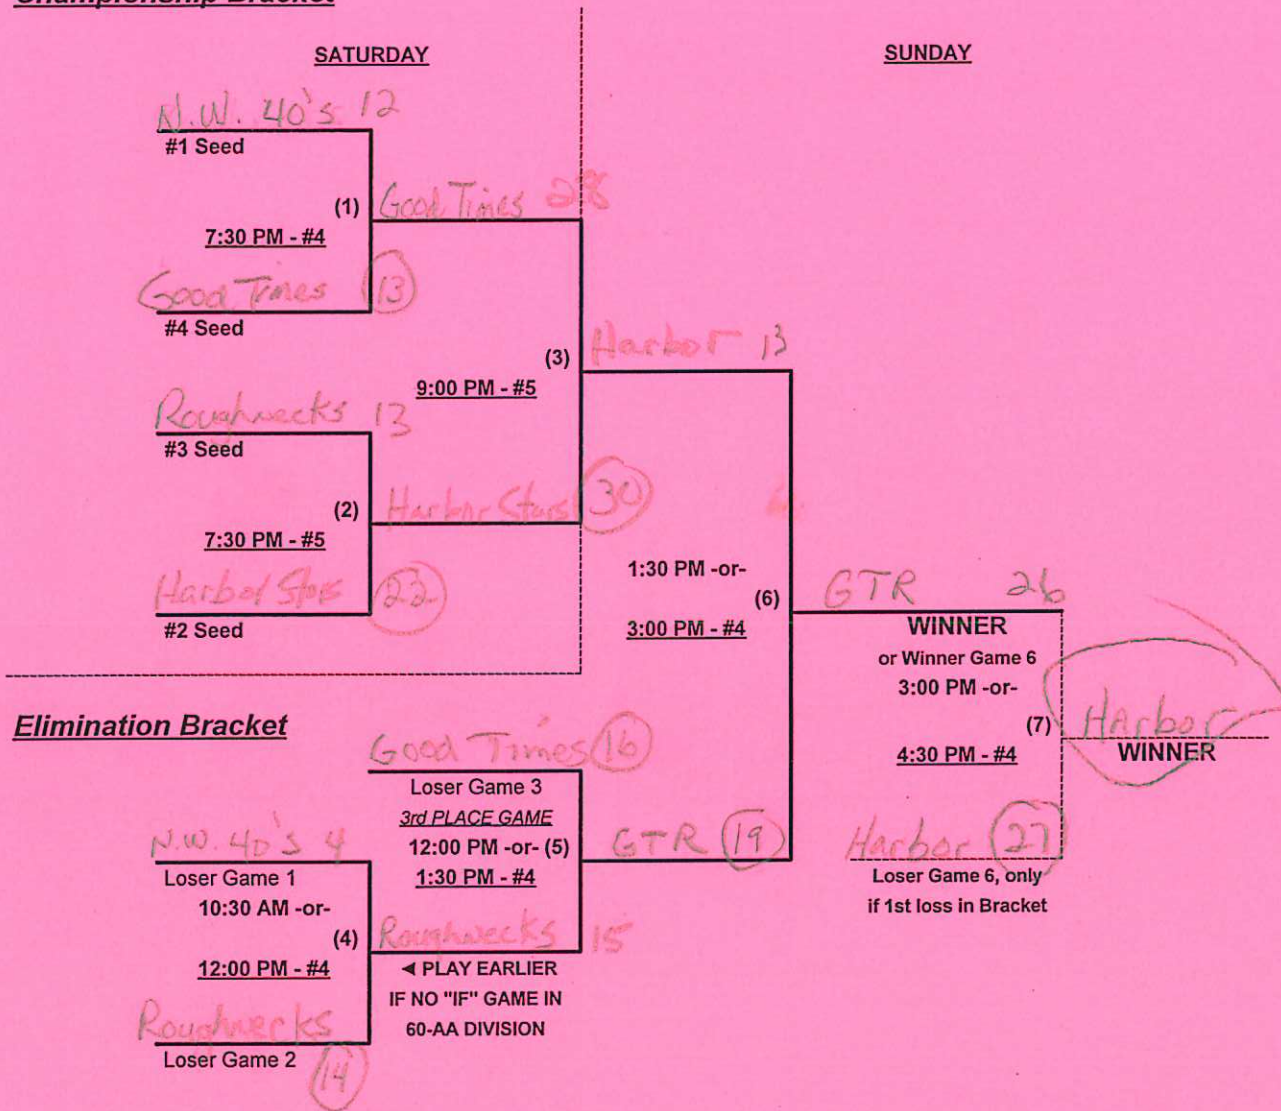 Championship Bracket
SATURDAY
SUNDAY
N.W. 40's 12
#1 Seed
(1)
Good Times 28
7:30 PM - #4
Good Times 13
#4 Seed
(3)
Harbor 13
9:00 PM - #5
Roughnecks 13
#3 Seed
(2)
Harbor Stars 30
7:30 PM - #5
Harbor Stars 22
#2 Seed
1:30 PM -or-
(6)
3:00 PM - #4
GTR 26
WINNER
or Winner Game 6
3:00 PM -or-
(7)
4:30 PM - #4
Harbor
WINNER
Harbor 27
Loser Game 6, only
if 1st loss in Bracket
Elimination Bracket
Good Times 16
Loser Game 3
3rd PLACE GAME
12:00 PM -or- (5)
1:30 PM - #4
GTR 19
N.W. 40's 4
Loser Game 1
10:30 AM -or-
(4)
12:00 PM - #4
Roughnecks 15
◄ PLAY EARLIER
IF NO "IF" GAME IN
60-AA DIVISION
Roughnecks
Loser Game 2
14